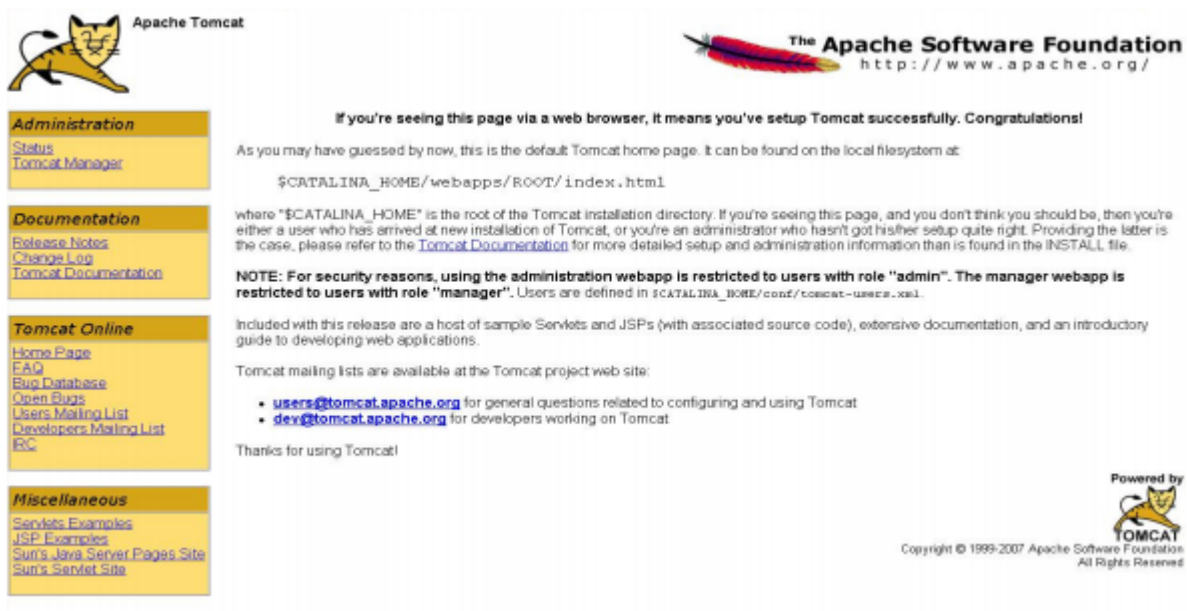 Apache Tomcat
The Apache Software Foundation
http://www.apache.org/
Administration
Status
Tomcat Manager
Documentation
Release Notes
Change Log
Tomcat Documentation
Tomcat Online
Home Page
FAQ
Bug Database
Open Bugs
Users Mailing List
Developers Mailing List
IRC
Miscellaneous
Servlets Examples
JSP Examples
Sun's Java Server Pages Site
Sun's Servlet Site
If you're seeing this page via a web browser, it means you've setup Tomcat successfully. Congratulations!
As you may have guessed by now, this is the default Tomcat home page. It can be found on the local filesystem at:
$CATALINA_HOME/webapps/ROOT/index.html
where "$CATALINA_HOME" is the root of the Tomcat installation directory. If you're seeing this page, and you don't think you should be, then you're
either a user who has arrived at new installation of Tomcat, or you're an administrator who hasn't got his/her setup quite right. Providing the latter is
the case, please refer to the Tomcat Documentation for more detailed setup and administration information than is found in the INSTALL file.
NOTE: For security reasons, using the administration webapp is restricted to users with role "admin". The manager webapp is
restricted to users with role "manager". Users are defined in $CATALINA_HOME/conf/tomcat-users.xml.
Included with this release are a host of sample Servlets and JSPs (with associated source code), extensive documentation, and an introductory
guide to developing web applications.
Tomcat mailing lists are available at the Tomcat project web site:
• users@tomcat.apache.org for general questions related to configuring and using Tomcat
• dev@tomcat.apache.org for developers working on Tomcat
Thanks for using Tomcat!
Powered by
TOMCAT
Copyright © 1999-2007 Apache Software Foundation
All Rights Reserved